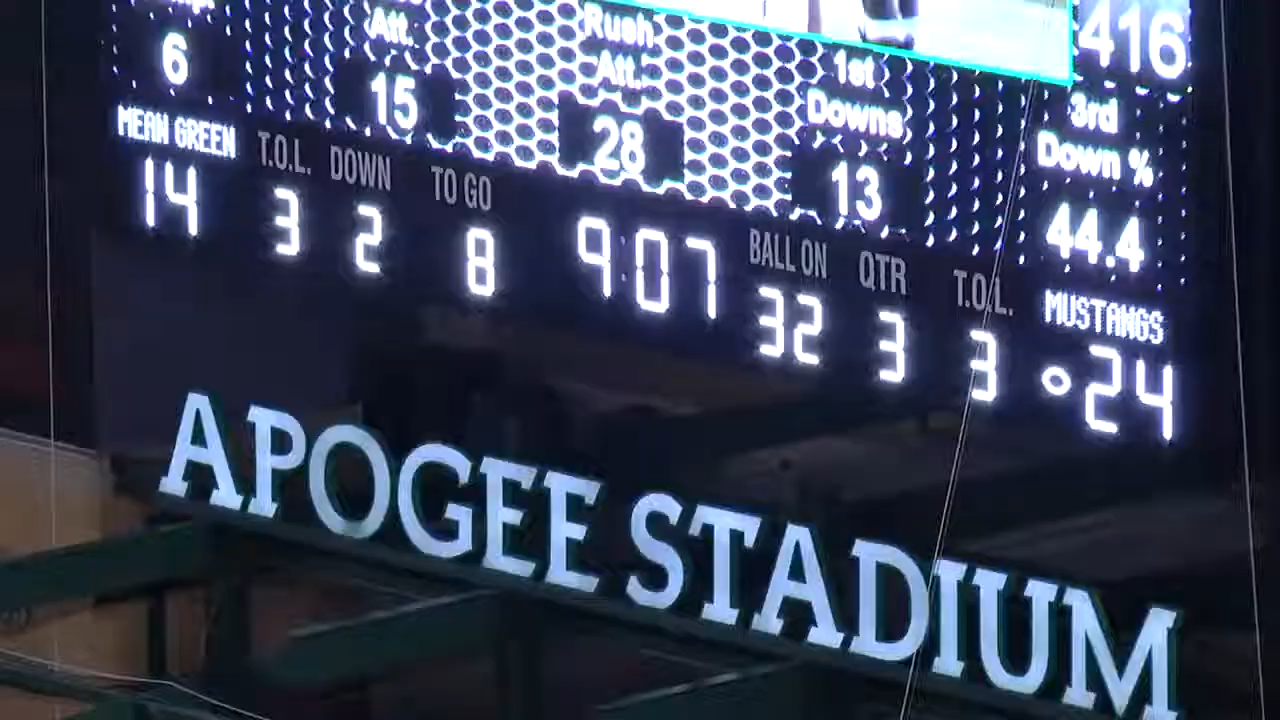 416
Att. Rush Att. 1st Downs 3rd Down %
6 15 28 13 44.4
MEAN GREEN T.O.L. DOWN TO GO BALL ON QTR T.O.L. MUSTANGS
14 3 2 8 9:07 32 3 3 24
APOGEE STADIUM